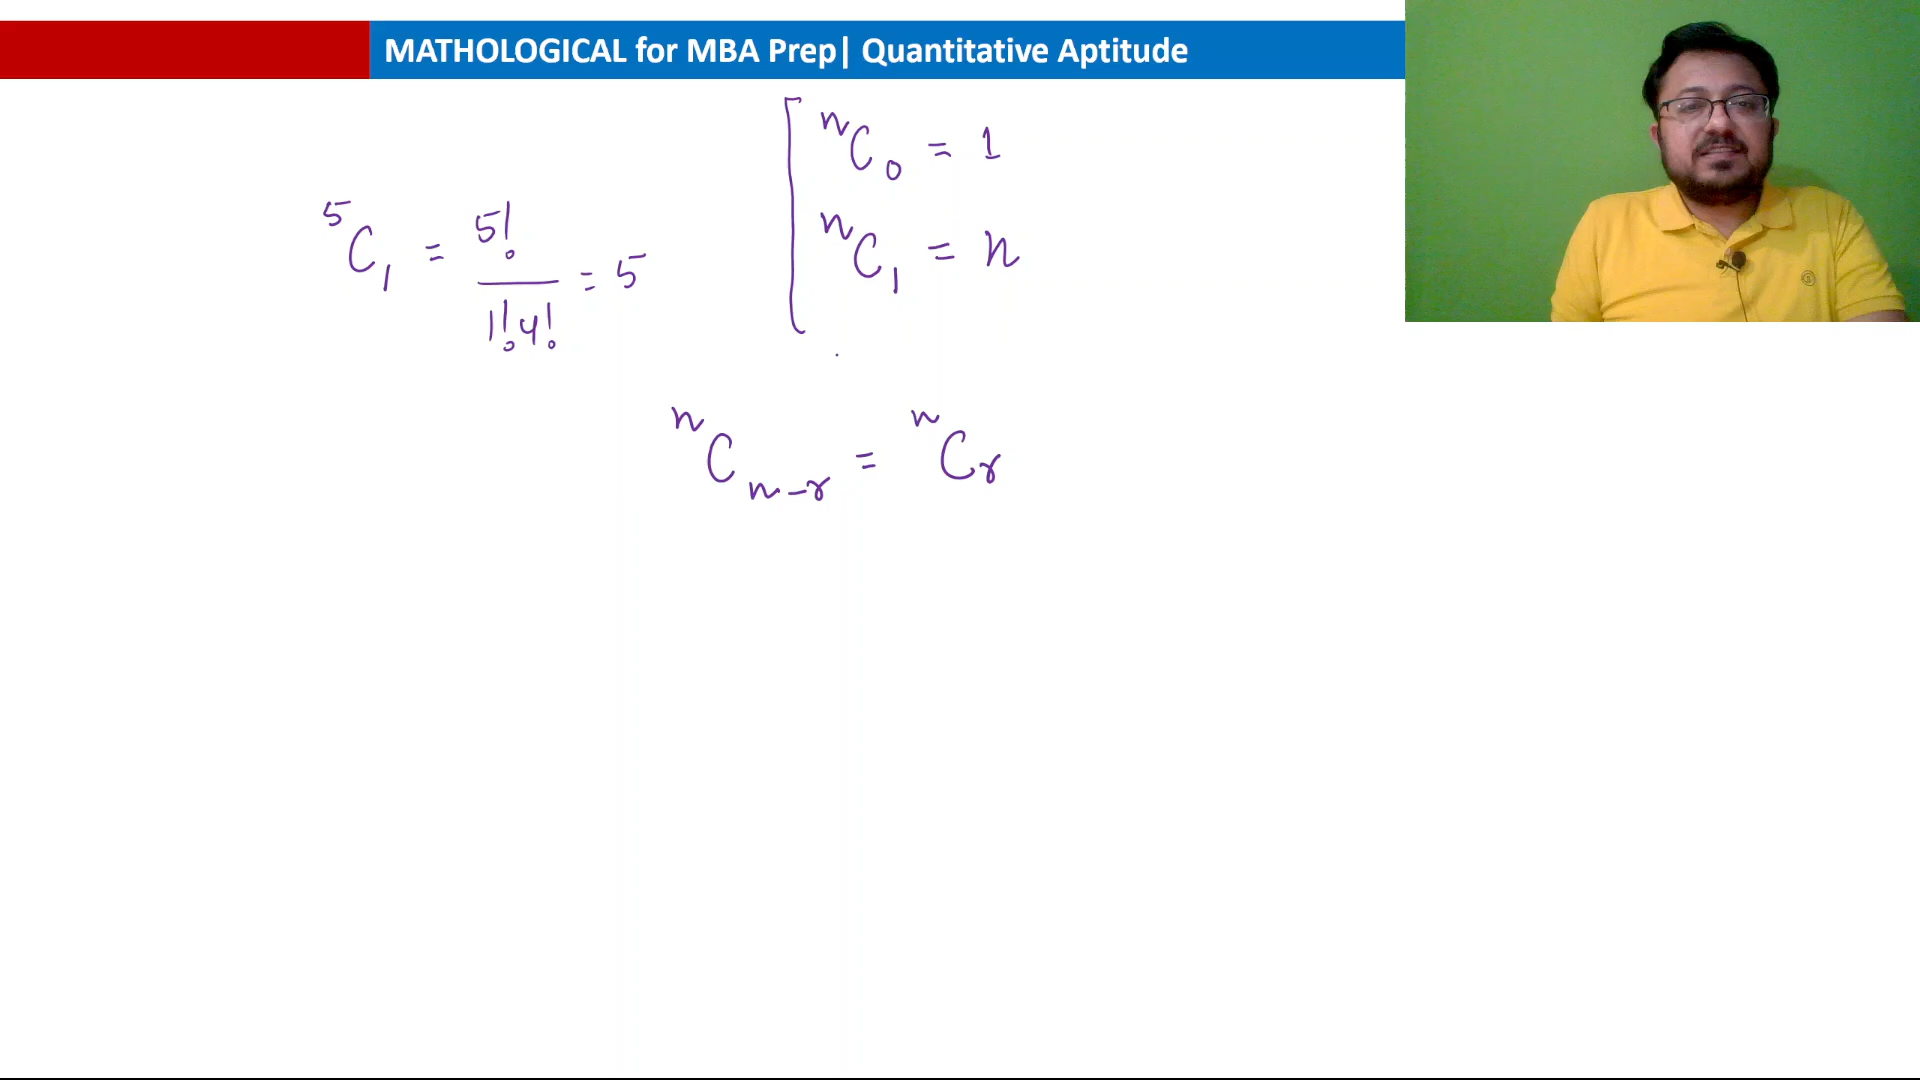 MATHOLOGICAL for MBA Prep| Quantitative Aptitude
ⁿC₀ = 1
⁵C₁ = 5!/1!4! = 5
ⁿC₁ = n
ⁿCₙ₋ᵣ = ⁿCᵣ